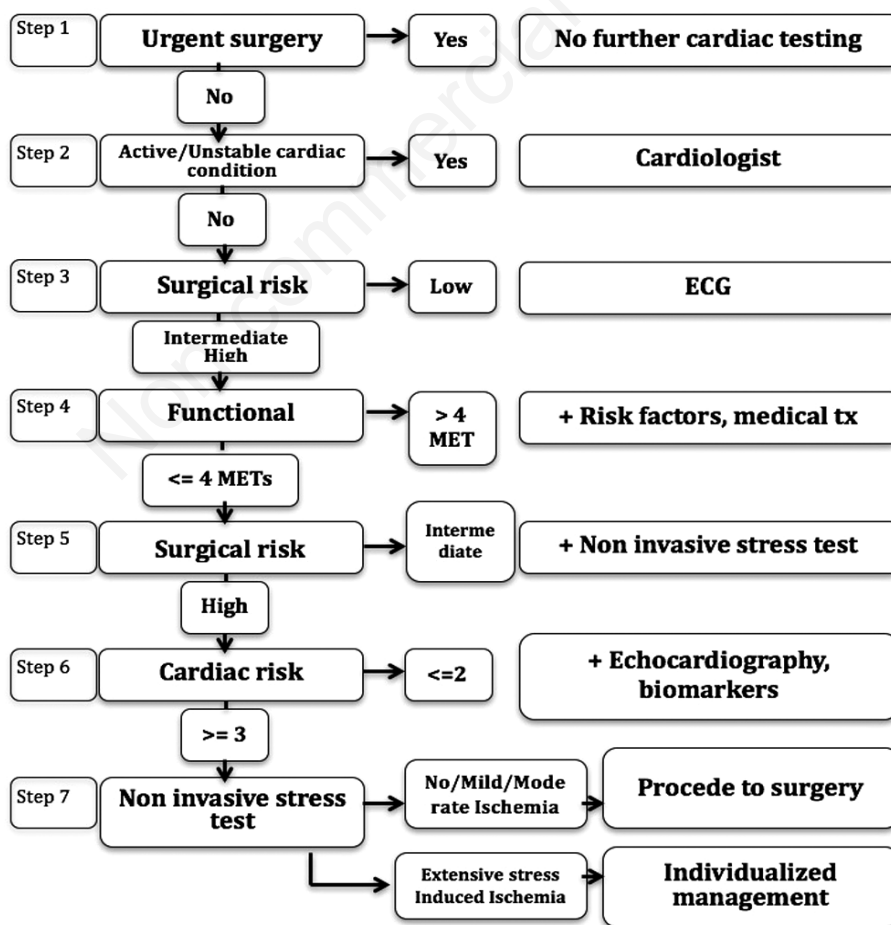 Step 1
Urgent surgery
Yes
No further cardiac testing
No
Step 2
Active/Unstable cardiac
condition
Yes
Cardiologist
No
Step 3
Surgical risk
Low
ECG
Intermediate
High
Step 4
Functional
> 4
MET
+ Risk factors, medical tx
<= 4 METs
Step 5
Surgical risk
Interme
diate
+ Non invasive stress test
High
Step 6
Cardiac risk
<=2
+ Echocardiography,
biomarkers
>= 3
Step 7
Non invasive stress
test
No/Mild/Mode
rate Ischemia
Procede to surgery
Extensive stress
Induced Ischemia
Individualized
management
Non-commercial